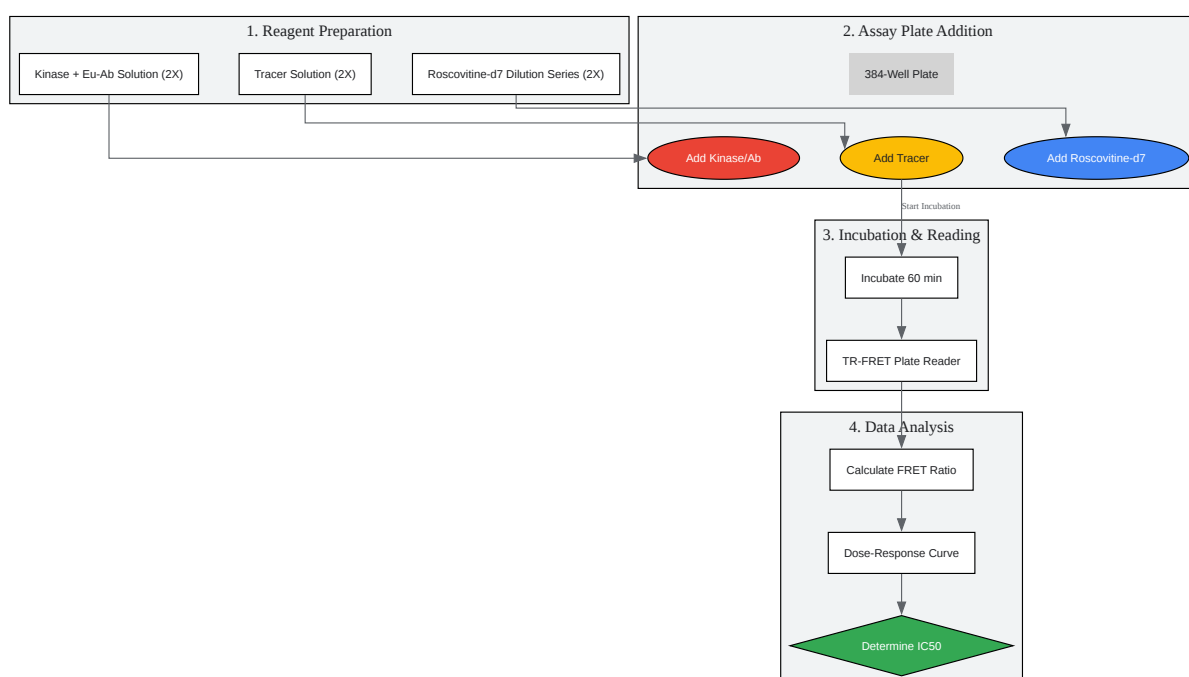 1. Reagent Preparation
Kinase + Eu-Ab Solution (2X)
Tracer Solution (2X)
Roscovitine-d7 Dilution Series (2X)
2. Assay Plate Addition
384-Well Plate
Add Kinase/Ab
Add Tracer
Add Roscovitine-d7
Start Incubation
3. Incubation & Reading
Incubate 60 min
TR-FRET Plate Reader
4. Data Analysis
Calculate FRET Ratio
Dose-Response Curve
Determine IC50